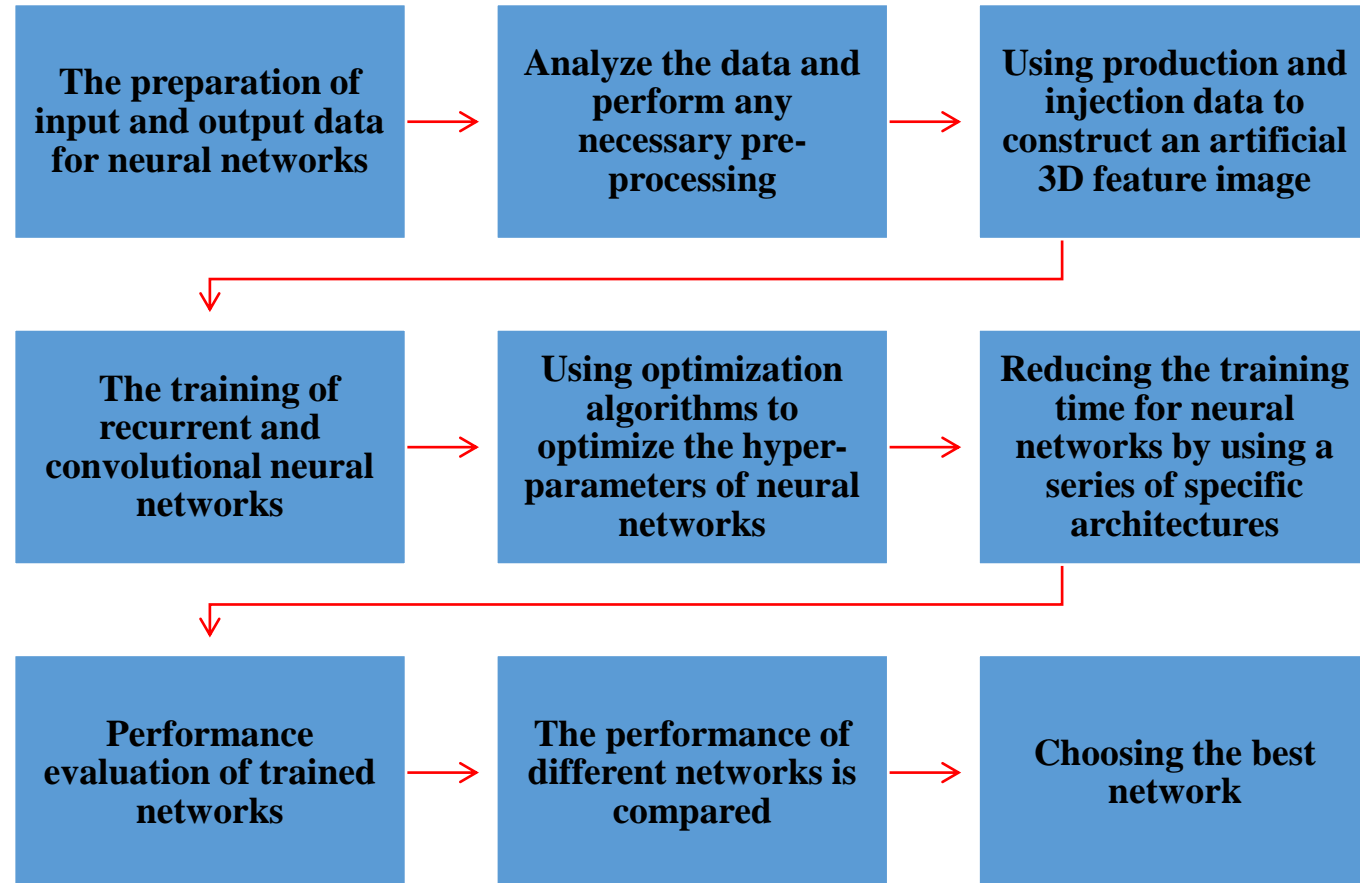 The preparation of
input and output data
for neural networks
Analyze the data and
perform any
necessary pre-
processing
Using production and
injection data to
construct an artificial
3D feature image
The training of
recurrent and
convolutional neural
networks
Using optimization
algorithms to
optimize the hyper-
parameters of neural
networks
Reducing the training
time for neural
networks by using a
series of specific
architectures
Performance
evaluation of trained
networks
The performance of
different networks is
compared
Choosing the best
network